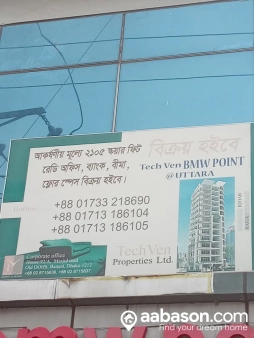 আকর্ষণীয় মূল্যে ২১০৫ স্কয়ার ফিট
রেডি অফিস, ব্যাংক, বীমা,
ফ্লোর স্পেস বিক্রয় হইবে।
বিক্রয় হইবে
Tech Ven BMW POINT
@ UTTARA
+88 01733 218690
+88 01713 186104
+88 01713 186105
Tech Ven
Properties Ltd.
Corporate office
aabason.com
Find your dream home